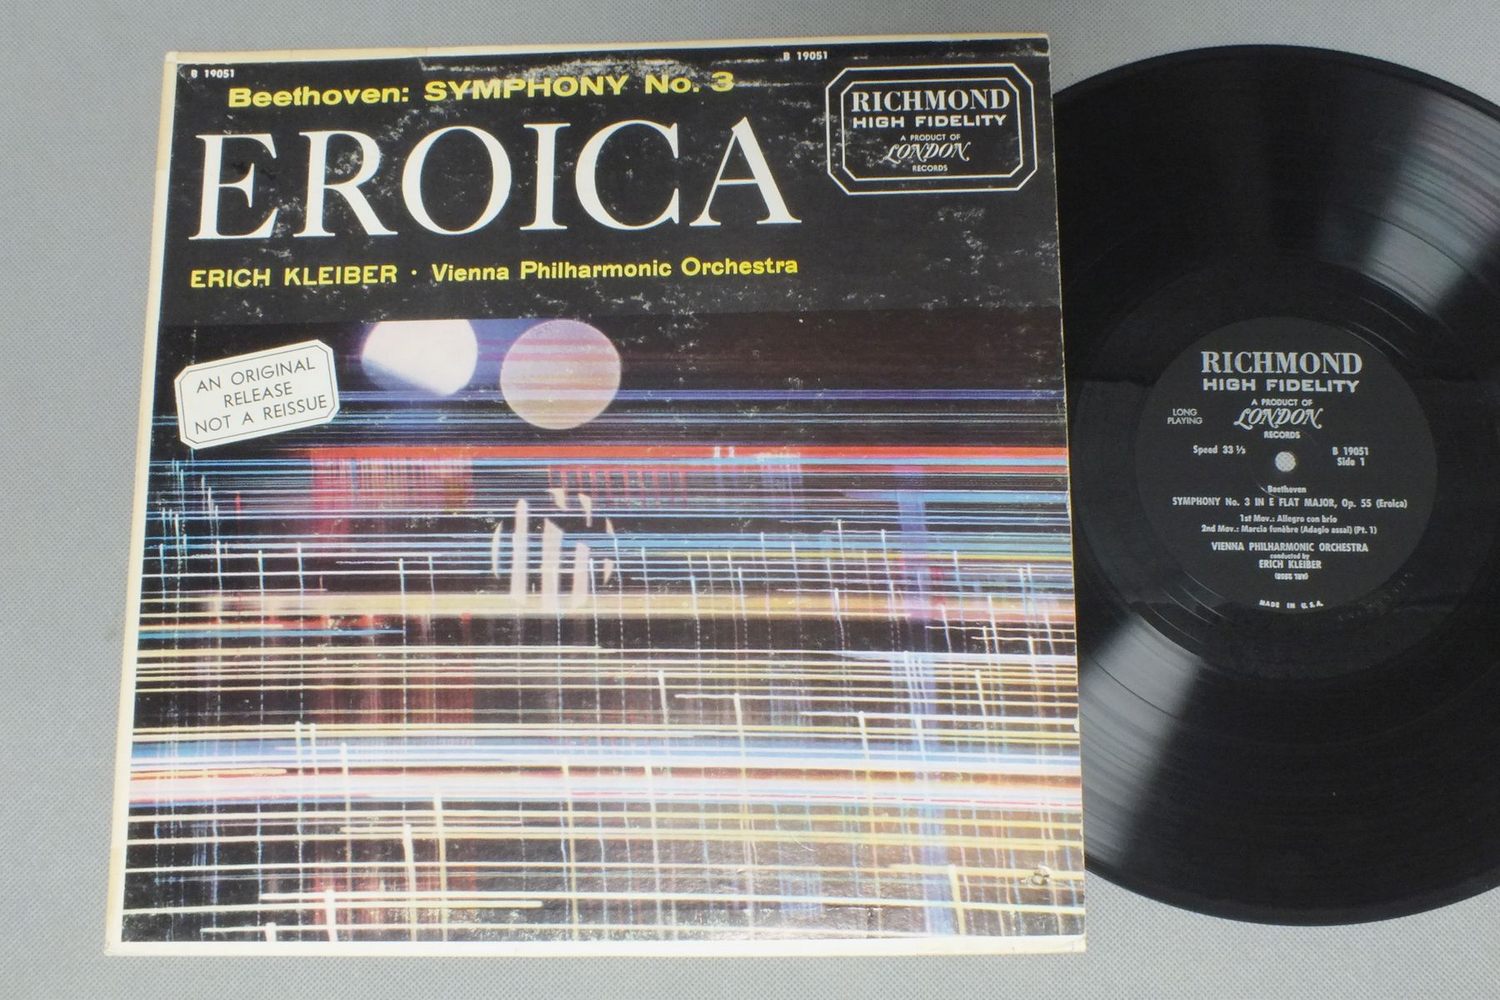 B 19051
B 19051
Beethoven: SYMPHONY No. 3
EROICA
ERICH KLEIBER · Vienna Philharmonic Orchestra
RICHMOND
HIGH FIDELITY
A PRODUCT OF
LONDON
RECORDS
AN ORIGINAL
RELEASE
NOT A REISSUE
RICHMOND
HIGH FIDELITY
A PRODUCT OF
LONDON
RECORDS
LONG
PLAYING
Speed 33 1/3
B 19051
Side 1
Beethoven
SYMPHONY No. 3 IN E FLAT MAJOR, Op. 55 (Eroica)
1st Mov.: Allegro con brio
2nd Mov.: Marcia funèbre (Adagio assai) (Pt. 1)
VIENNA PHILHARMONIC ORCHESTRA
conducted by
ERICH KLEIBER
MADE IN U.S.A.